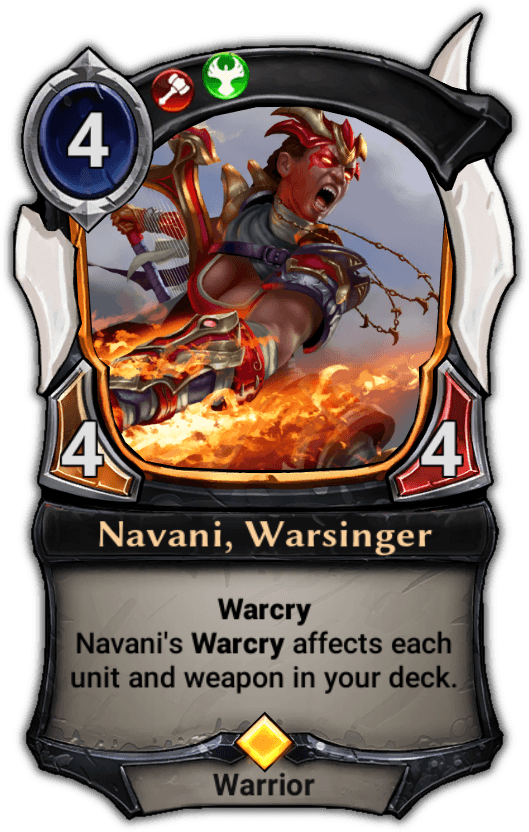 4
4
4
Navani, Warsinger
Warcry
Navani's Warcry affects each
unit and weapon in your deck.
Warrior